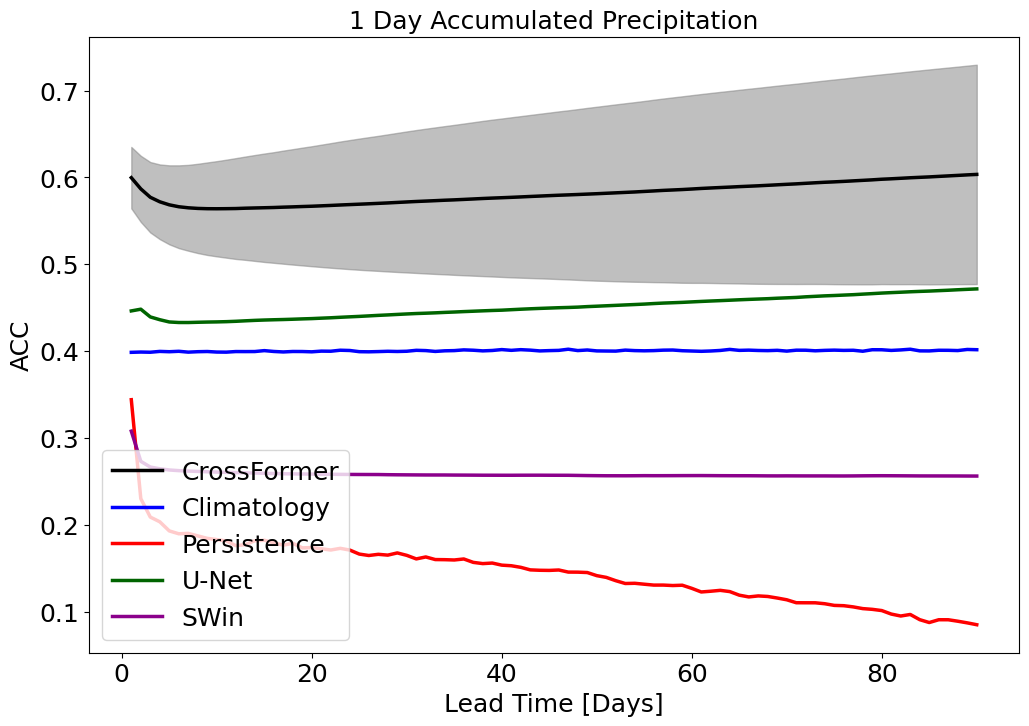 1 Day Accumulated Precipitation
ACC
0.7
0.6
0.5
0.4
0.3
0.2
0.1
CrossFormer
Climatology
Persistence
U-Net
SWin
0 20 40 60 80
Lead Time [Days]